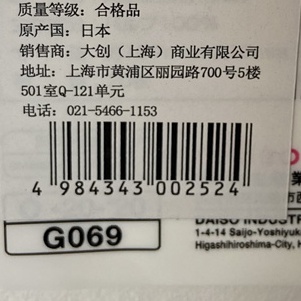 质量等级：合格品
原产国：日本
销售商：大创（上海）商业有限公司
地址：上海市黄浦区丽园路700号5楼
501室Q-121单元
电话：021-5466-1153
4 984343 002524
G069
DAISO INDUSTR
1-4-14 Saijo-Yoshiyuk
Higashihiroshima-City, H